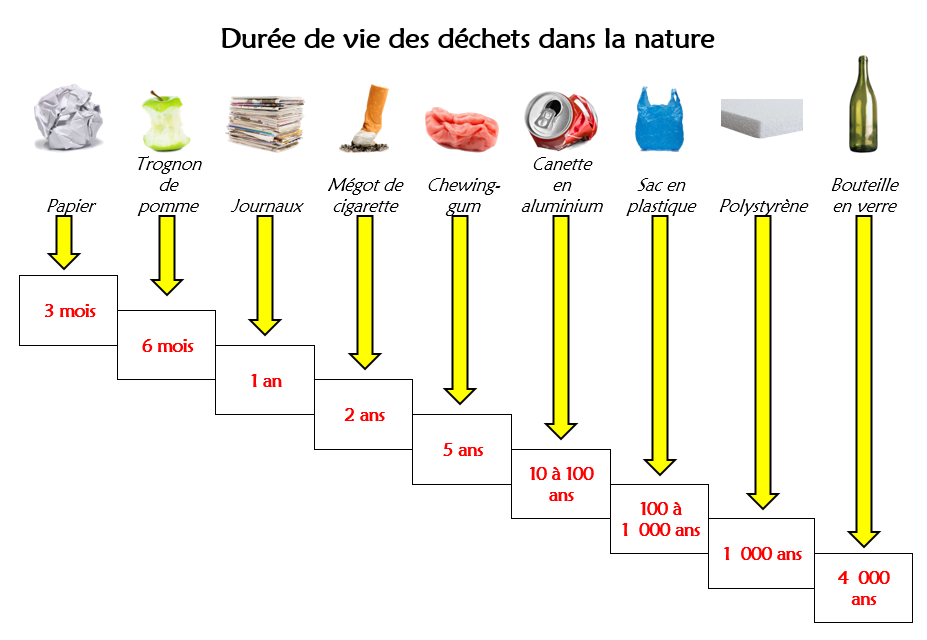 Durée de vie des déchets dans la nature
Papier
Trognon
de
pomme
Journaux
Mégot de
cigarette
Chewing-
gum
Canette
en
aluminium
Sac en
plastique
Polystyrène
Bouteille
en verre
3 mois
6 mois
1 an
2 ans
5 ans
10 à 100
ans
100 à
1 000 ans
1 000 ans
4 000
ans